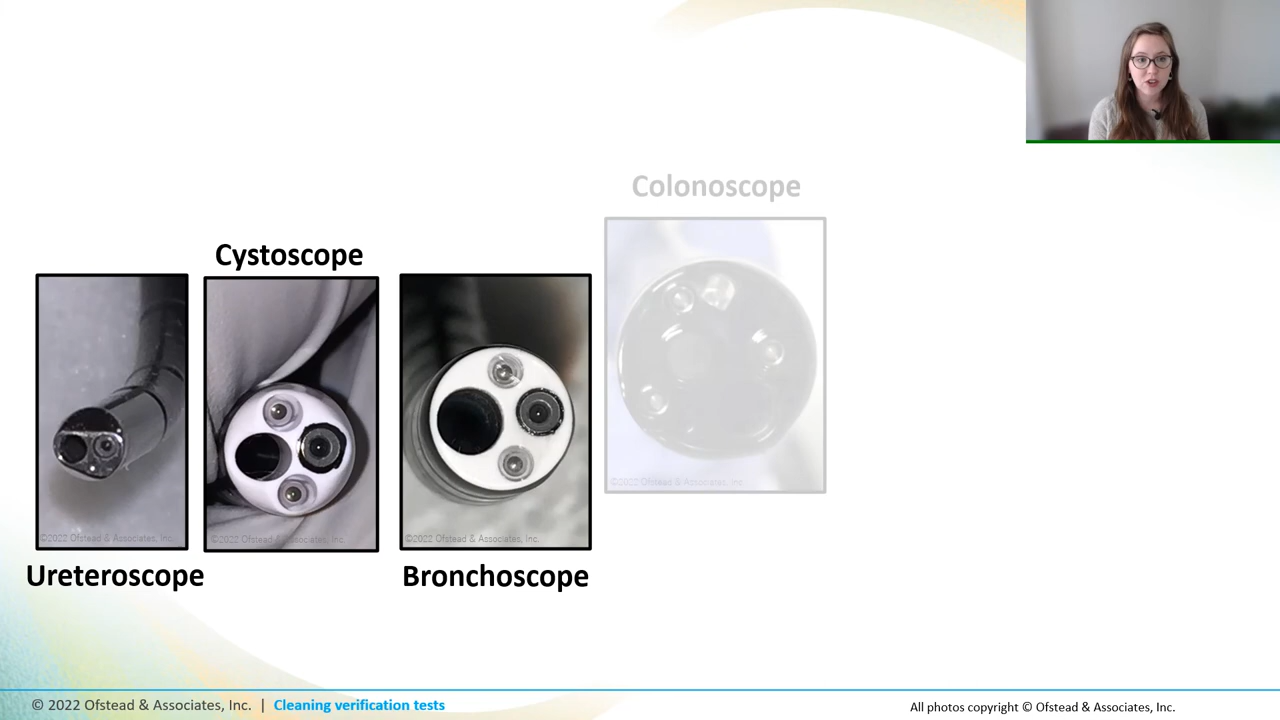 Colonoscope
Cystoscope
©2022 Ofstead & Associates, Inc.
©2022 Ofstead & Associates, Inc.
©2022 Ofstead & Associates, Inc.
©2022 Ofstead & Associates, Inc.
Ureteroscope
Bronchoscope
© 2022 Ofstead & Associates, Inc. | Cleaning verification tests
All photos copyright © Ofstead & Associates, Inc.